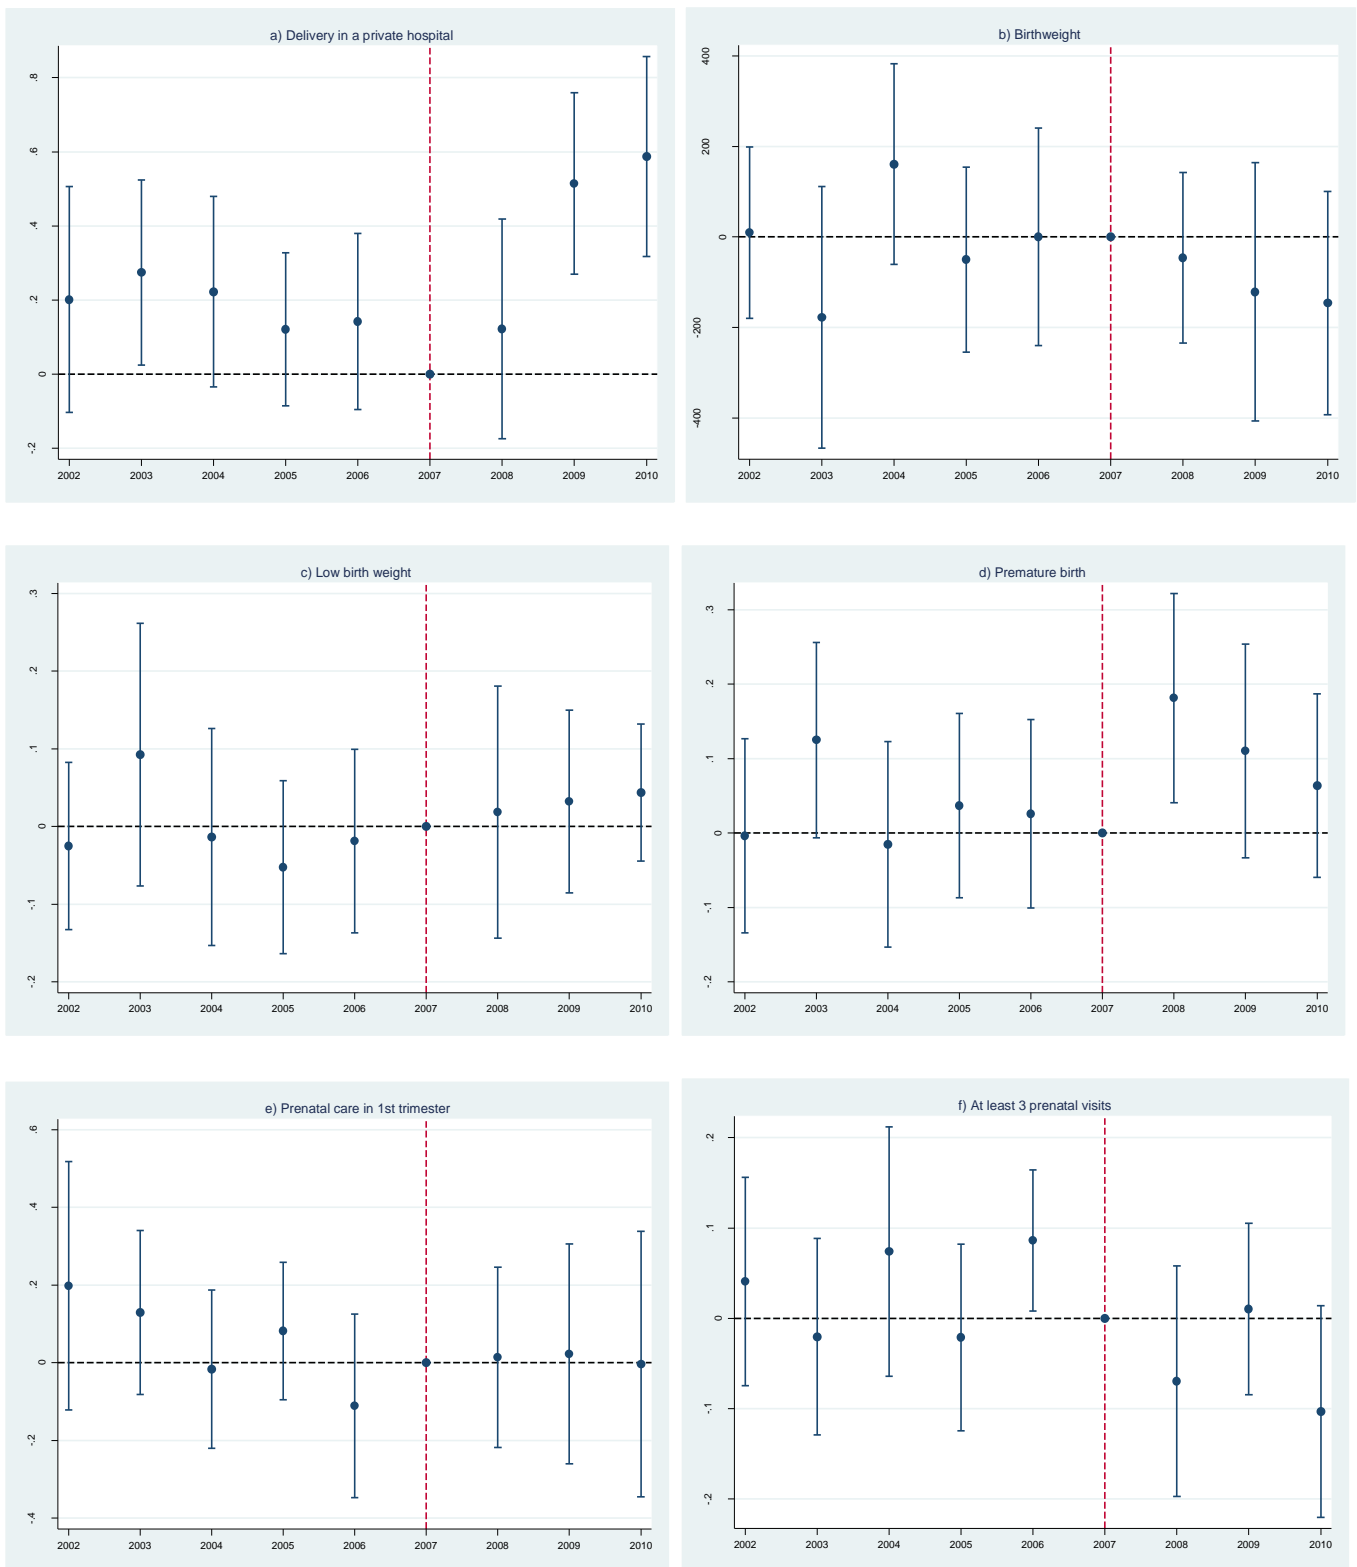 a) Delivery in a private hospital
.8
.6
.4
.2
0
-.2
2002 2003 2004 2005 2006 2007 2008 2009 2010
b) Birthweight
400
200
0
-200
-400
2002 2003 2004 2005 2006 2007 2008 2009 2010
c) Low birth weight
.3
.2
.1
0
-.1
-.2
2002 2003 2004 2005 2006 2007 2008 2009 2010
d) Premature birth
.3
.2
.1
0
-.1
-.2
2002 2003 2004 2005 2006 2007 2008 2009 2010
e) Prenatal care in 1st trimester
.6
.4
.2
0
-.2
-.4
2002 2003 2004 2005 2006 2007 2008 2009 2010
f) At least 3 prenatal visits
.2
.1
0
-.1
-.2
2002 2003 2004 2005 2006 2007 2008 2009 2010